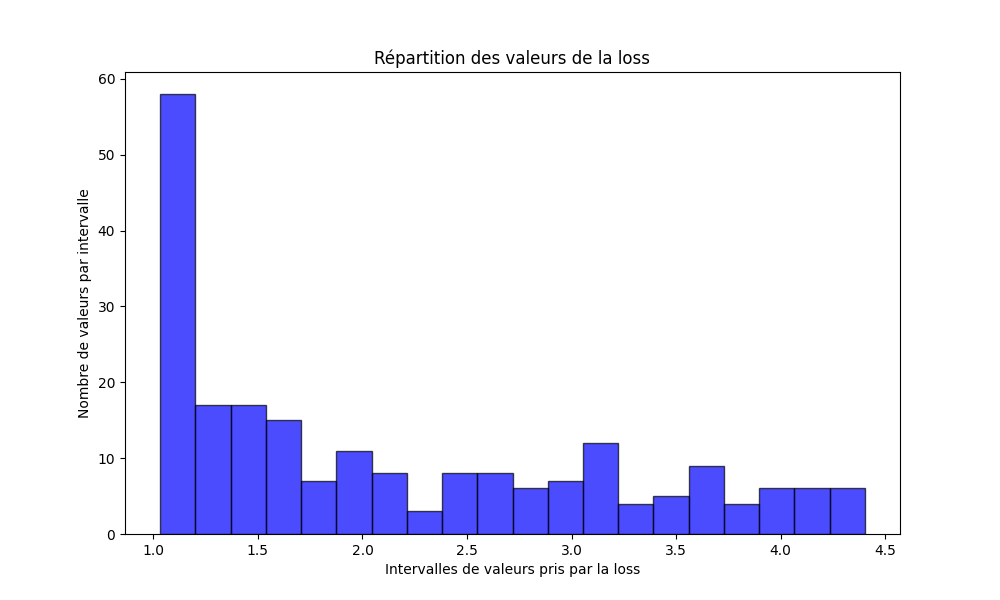 Répartition des valeurs de la loss
60
50
40
30
20
10
0
Nombre de valeurs par intervalle
1.0 1.5 2.0 2.5 3.0 3.5 4.0 4.5
Intervalles de valeurs pris par la loss